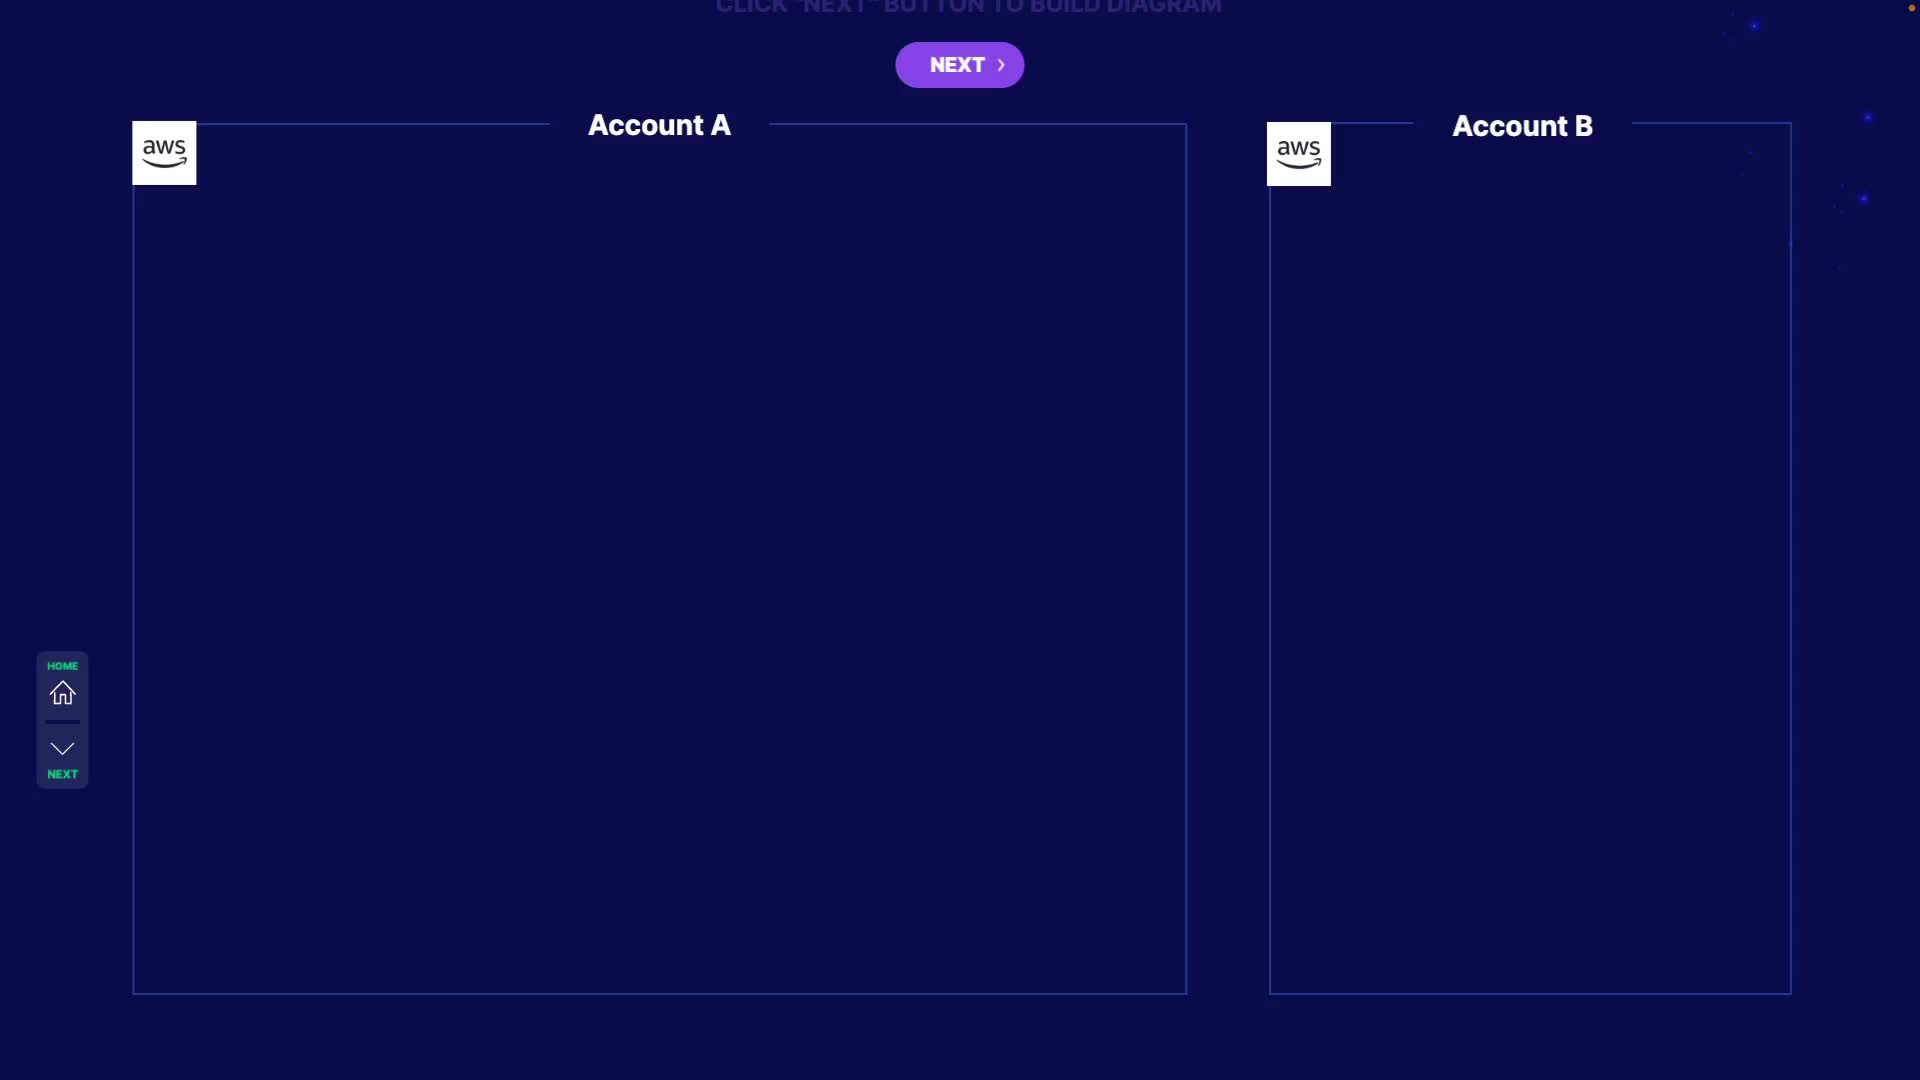 CLICK "NEXT" BUTTON TO BUILD DIAGRAM
NEXT
Account A
Account B
aws
aws
HOME
NEXT